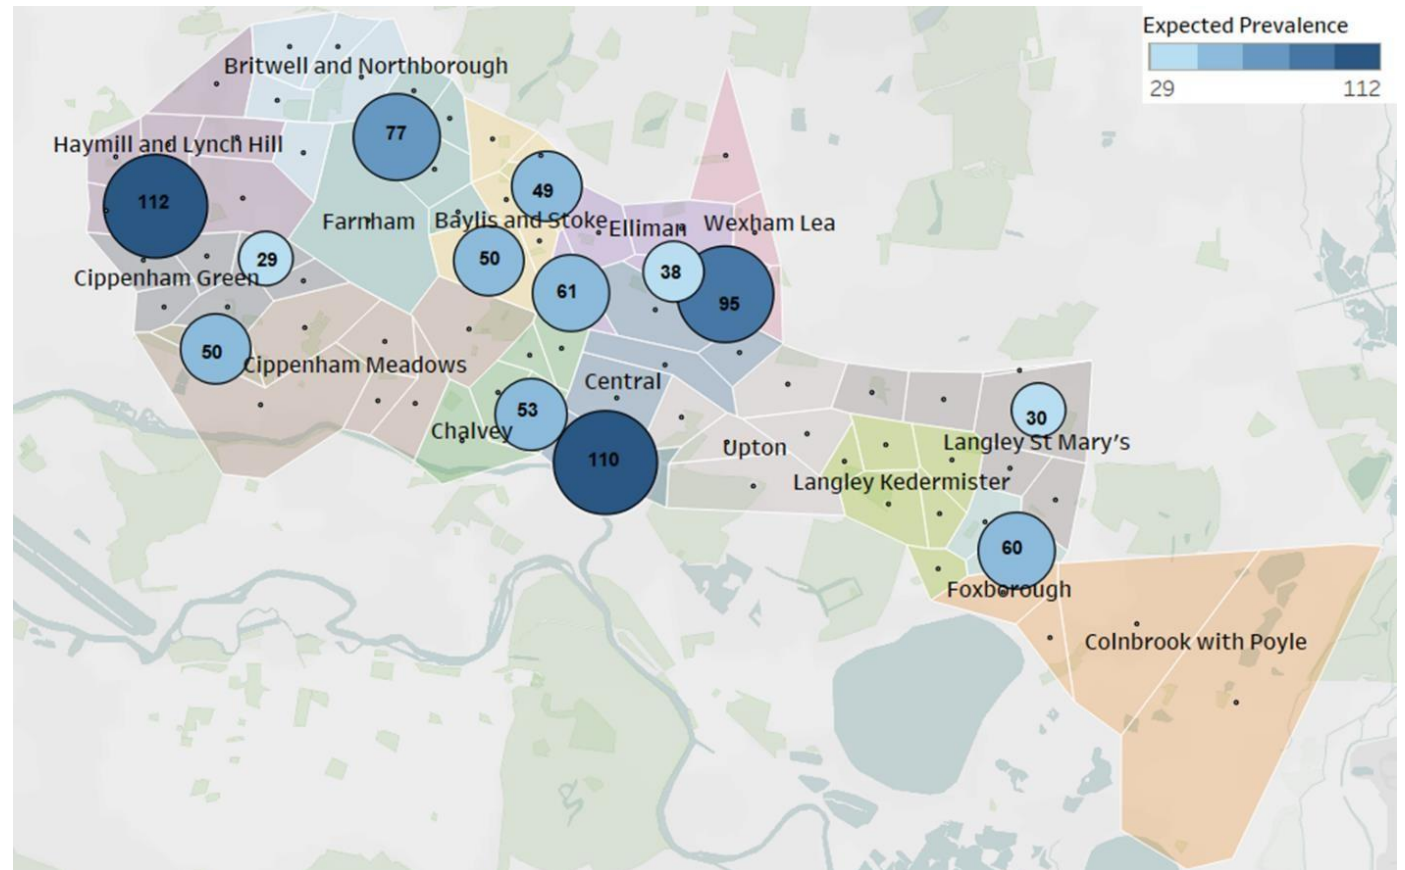 Expected Prevalence
29 112
Britwell and Northborough
77
Haymill and Lynch Hill
112
49
Farnham
Baylis and Stoke
Elliman
Wexham Lea
29
50
38
Cippenham Green
61
95
50
Cippenham Meadows
Central
53
30
Chalvey
Langley St Mary's
Upton
110
Langley Kedermister
60
Foxborough
Colnbrook with Poyle